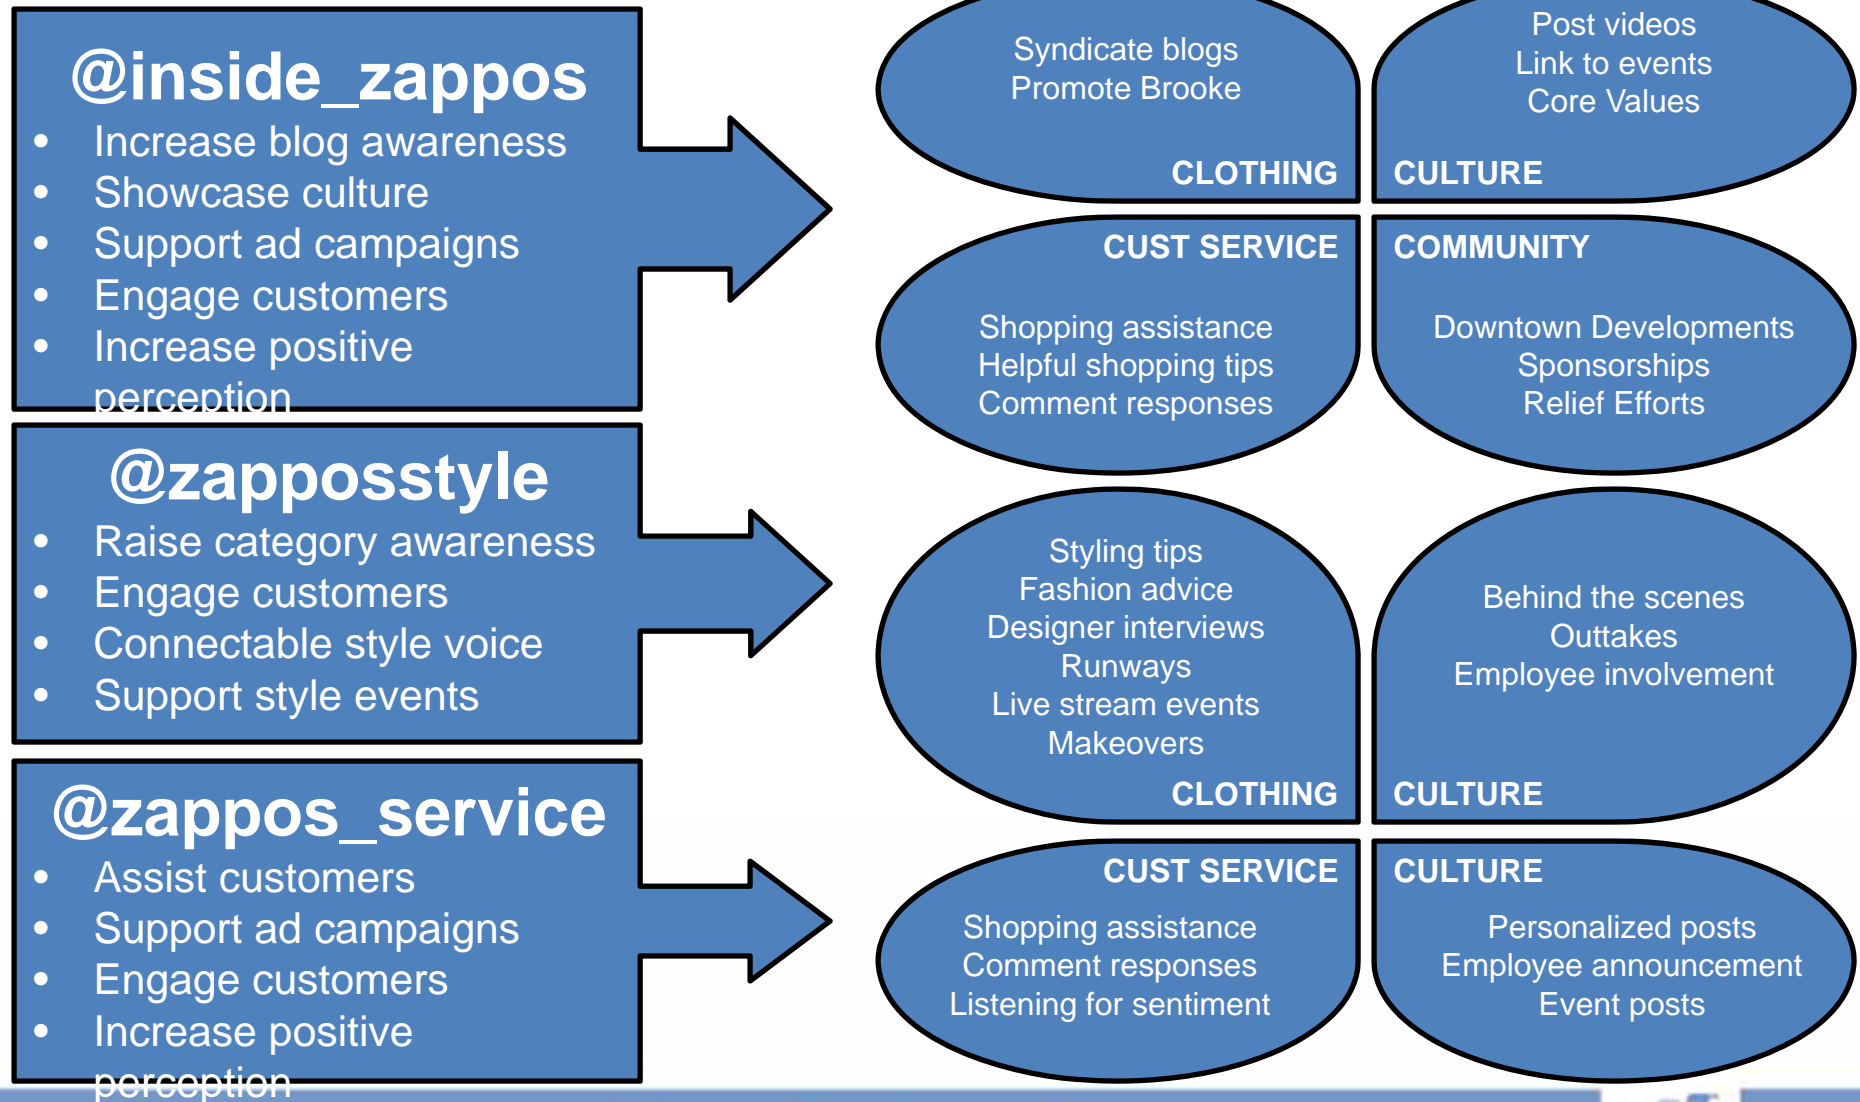 @inside_zappos
• Increase blog awareness
• Showcase culture
• Support ad campaigns
• Engage customers
• Increase positive
perception
Syndicate blogs
Promote Brooke
CLOTHING
Post videos
Link to events
Core Values
CULTURE
CUST SERVICE
Shopping assistance
Helpful shopping tips
Comment responses
COMMUNITY
Downtown Developments
Sponsorships
Relief Efforts
@zapposstyle
• Raise category awareness
• Engage customers
• Connectable style voice
• Support style events
Styling tips
Fashion advice
Designer interviews
Runways
Live stream events
Makeovers
CLOTHING
Behind the scenes
Outtakes
Employee involvement
CULTURE
@zappos_service
• Assist customers
• Support ad campaigns
• Engage customers
• Increase positive
perception
CUST SERVICE
Shopping assistance
Comment responses
Listening for sentiment
CULTURE
Personalized posts
Employee announcement
Event posts